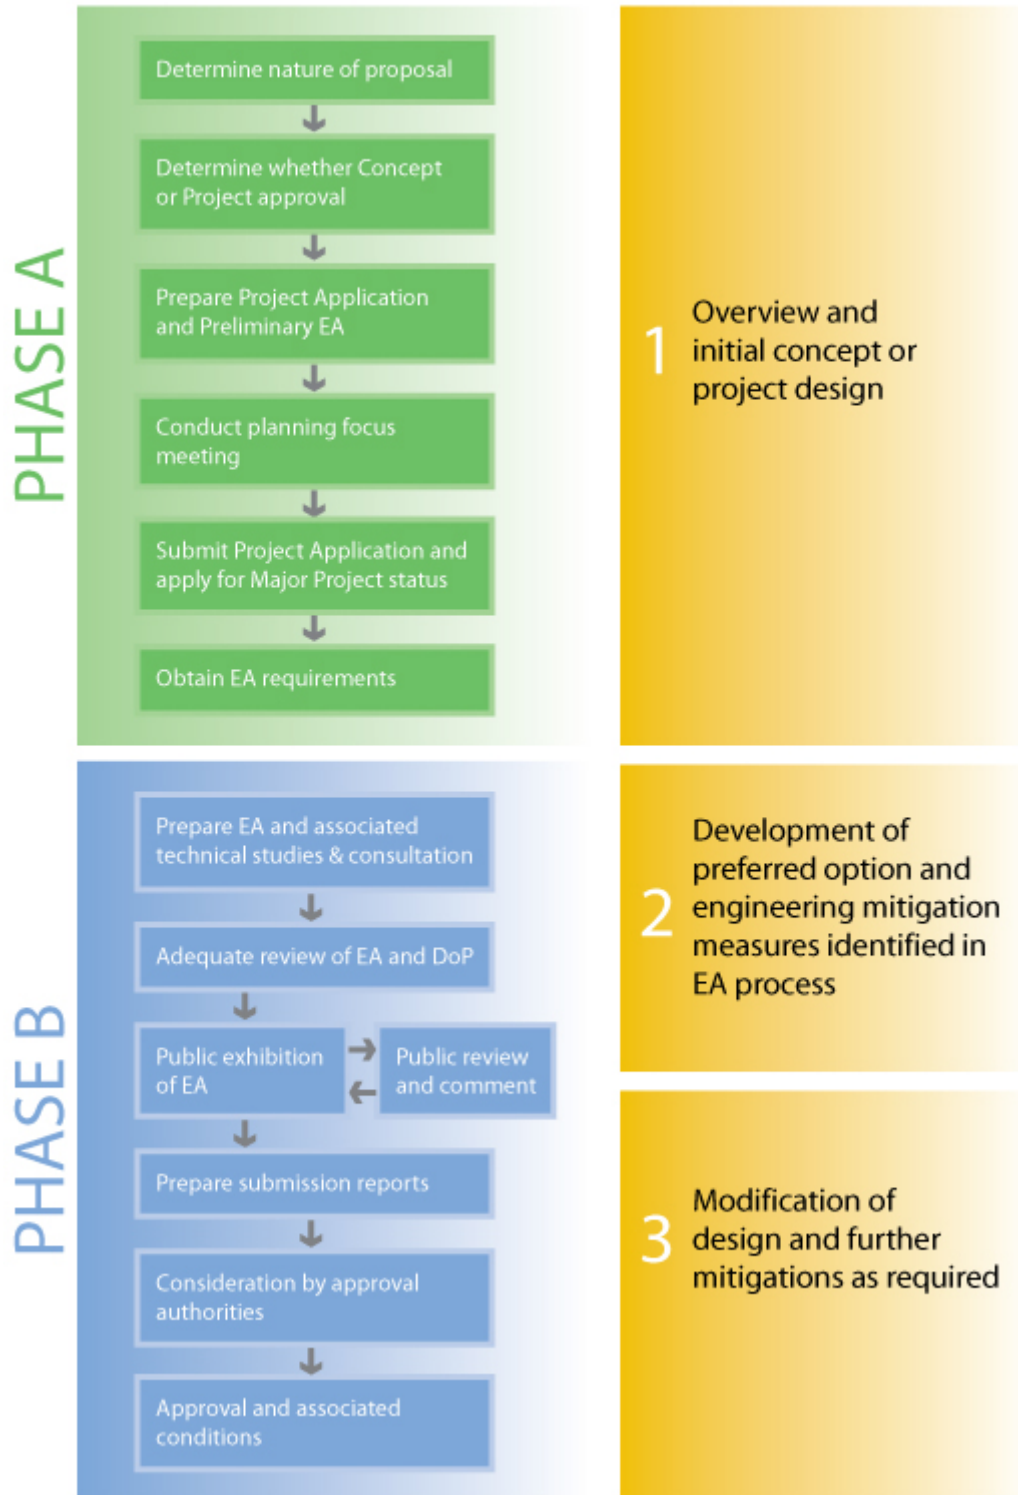 PHASE A
Determine nature of proposal
Determine whether Concept
or Project approval
Prepare Project Application
and Preliminary EA
Conduct planning focus
meeting
Submit Project Application and
apply for Major Project status
Obtain EA requirements
1
Overview and
initial concept or
project design
PHASE B
Prepare EA and associated
technical studies & consultation
Adequate review of EA and DoP
Public exhibition
of EA
Public review
and comment
Prepare submission reports
Consideration by approval
authorities
Approval and associated
conditions
2
Development of
preferred option and
engineering mitigation
measures identified in
EA process
3
Modification of
design and further
mitigations as required